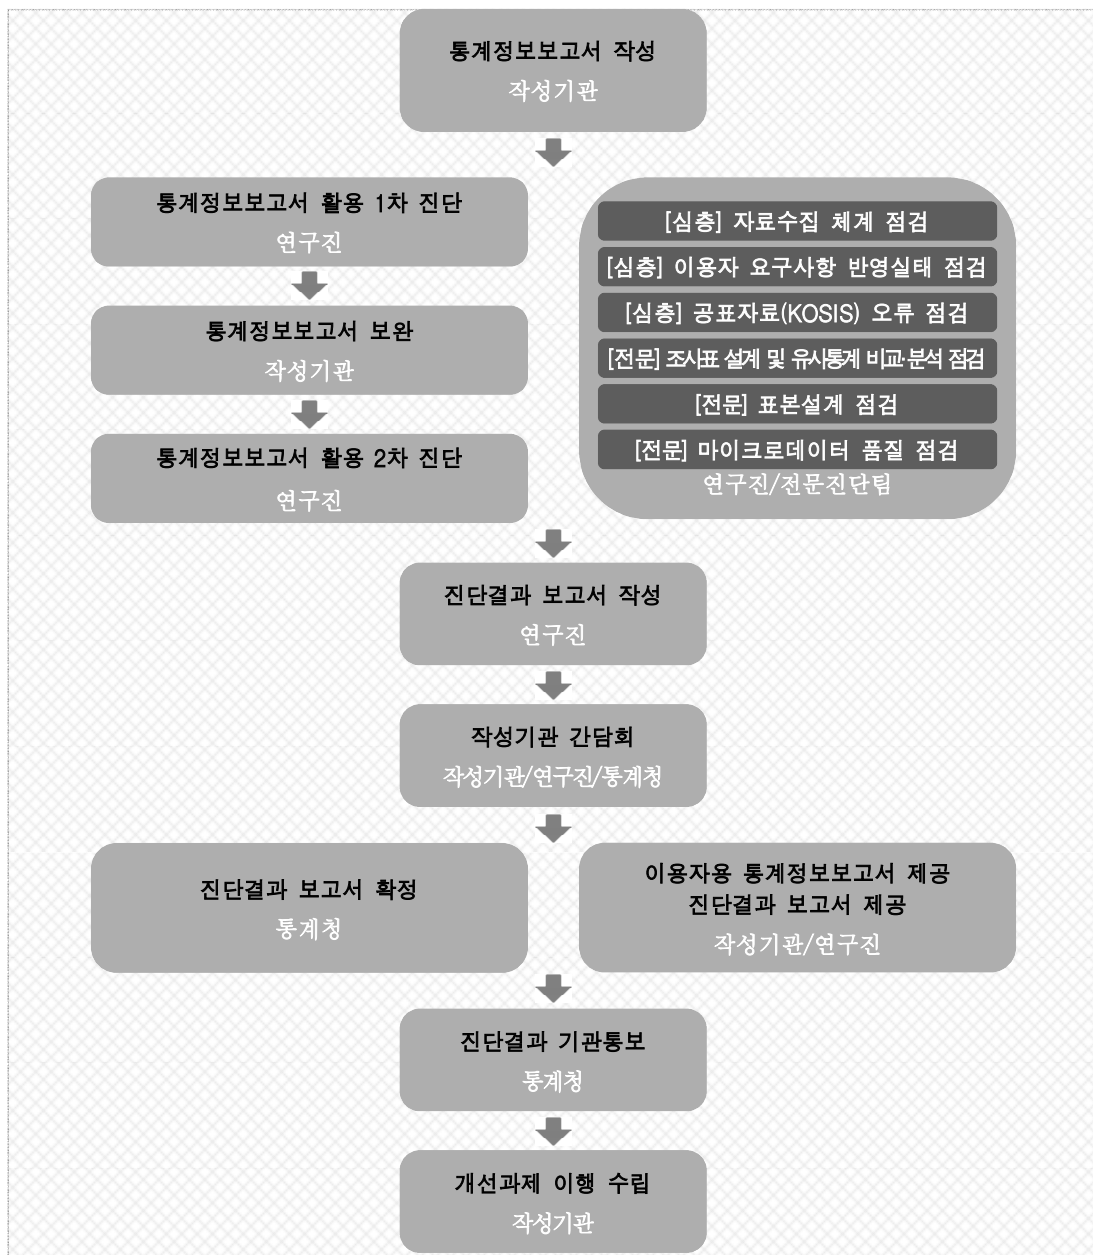 통계정보보고서 작성
작성기관
통계정보보고서 활용 1차 진단
연구진
통계정보보고서 보완
작성기관
통계정보보고서 활용 2차 진단
연구진
[심층] 자료수집 체계 점검
[심층] 이용자 요구사항 반영실태 점검
[심층] 공표자료(KOSIS) 오류 점검
[전문] 조사표 설계 및 유사통계 비교·분석 점검
[전문] 표본설계 점검
[전문] 마이크로데이터 품질 점검
연구진/전문진단팀
진단결과 보고서 작성
연구진
작성기관 간담회
작성기관/연구진/통계청
진단결과 보고서 확정
통계청
이용자용 통계정보보고서 제공
진단결과 보고서 제공
작성기관/연구진
진단결과 기관통보
통계청
개선과제 이행 수립
작성기관